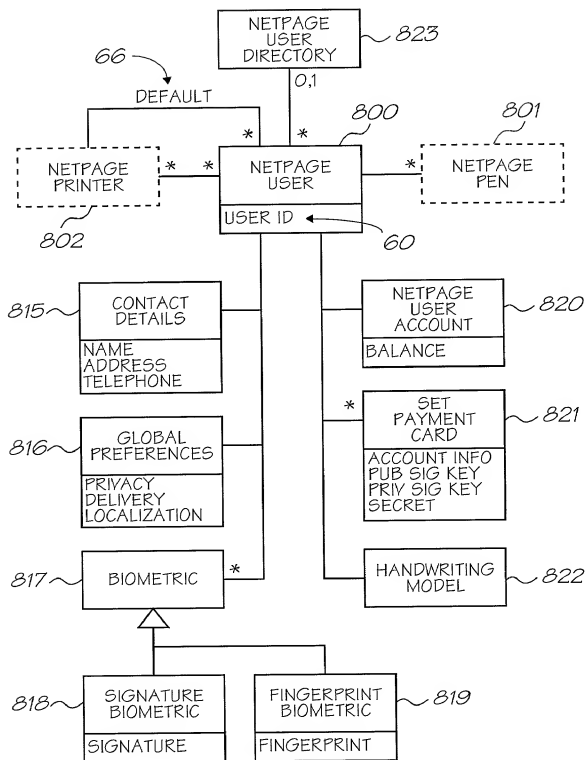 NETPAGE
USER
DIRECTORY
823
66
0,1
DEFAULT
*
*
800
801
NETPAGE
PRINTER
*
*
NETPAGE
USER
*
NETPAGE
PEN
802
USER ID
60
815
CONTACT
DETAILS
NAME
ADDRESS
TELEPHONE
NETPAGE
USER
ACCOUNT
820
BALANCE
816
GLOBAL
PREFERENCES
PRIVACY
DELIVERY
LOCALIZATION
*
SET
PAYMENT
CARD
821
ACCOUNT INFO
PUB SIG KEY
PRIV SIG KEY
SECRET
817
BIOMETRIC
*
HANDWRITING
MODEL
822
818
SIGNATURE
BIOMETRIC
SIGNATURE
FINGERPRINT
BIOMETRIC
819
FINGERPRINT